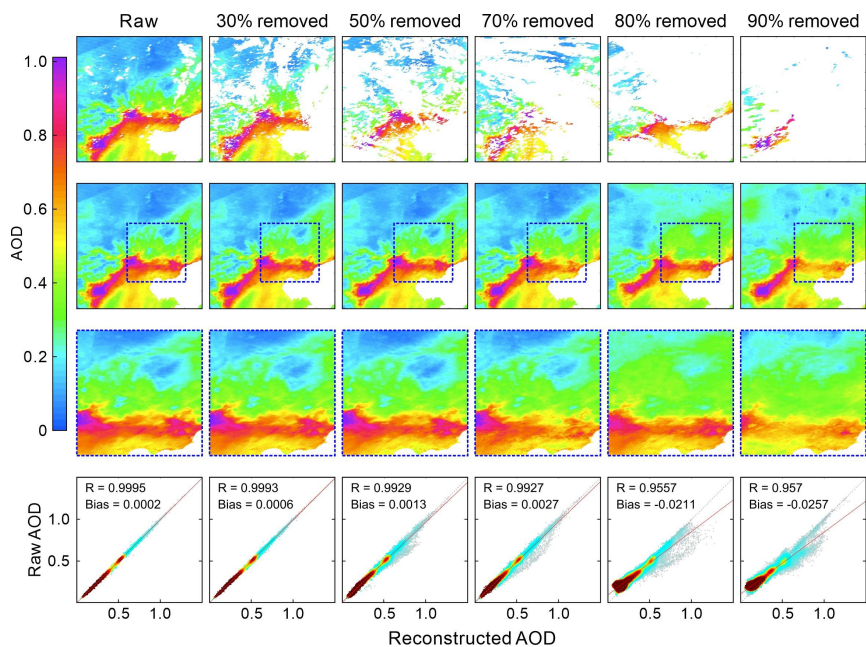 Raw 30% removed 50% removed 70% removed 80% removed 90% removed
1.0
0.8
0.6
0.4
0.2
0
AOD
R = 0.9995 R = 0.9993 R = 0.9929 R = 0.9927 R = 0.9557 R = 0.957
Bias = 0.0002 Bias = 0.0006 Bias = 0.0013 Bias = 0.0027 Bias = -0.0211 Bias = -0.0257
Raw AOD
1.0
0.5
0.5 1.0 0.5 1.0 0.5 1.0 0.5 1.0 0.5 1.0 0.5 1.0
Reconstructed AOD